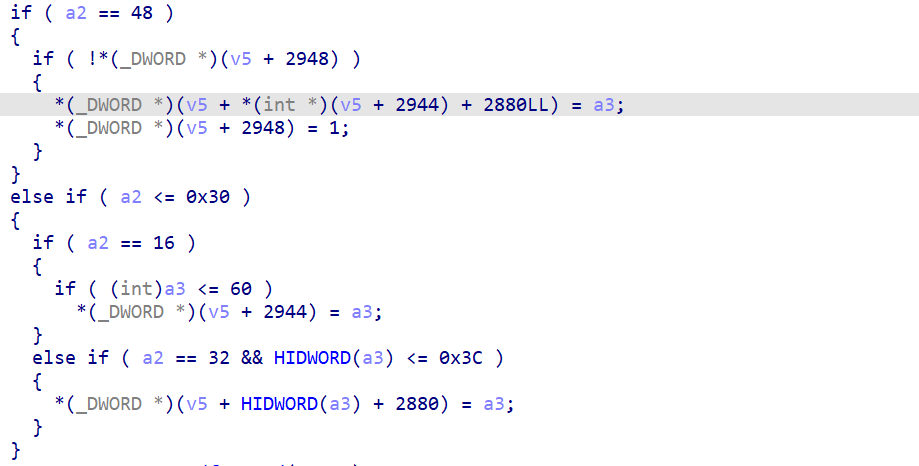 if ( a2 == 48 )
{
if ( !*(_DWORD *)(v5 + 2948) )
{
*(_DWORD *)(v5 + *(int *)(v5 + 2944) + 2880LL) = a3;
*(_DWORD *)(v5 + 2948) = 1;
}
}
else if ( a2 <= 0x30 )
{
if ( a2 == 16 )
{
if ( (int)a3 <= 60 )
*(_DWORD *)(v5 + 2944) = a3;
}
else if ( a2 == 32 && HIDWORD(a3) <= 0x3C )
{
*(_DWORD *)(v5 + HIDWORD(a3) + 2880) = a3;
}
}